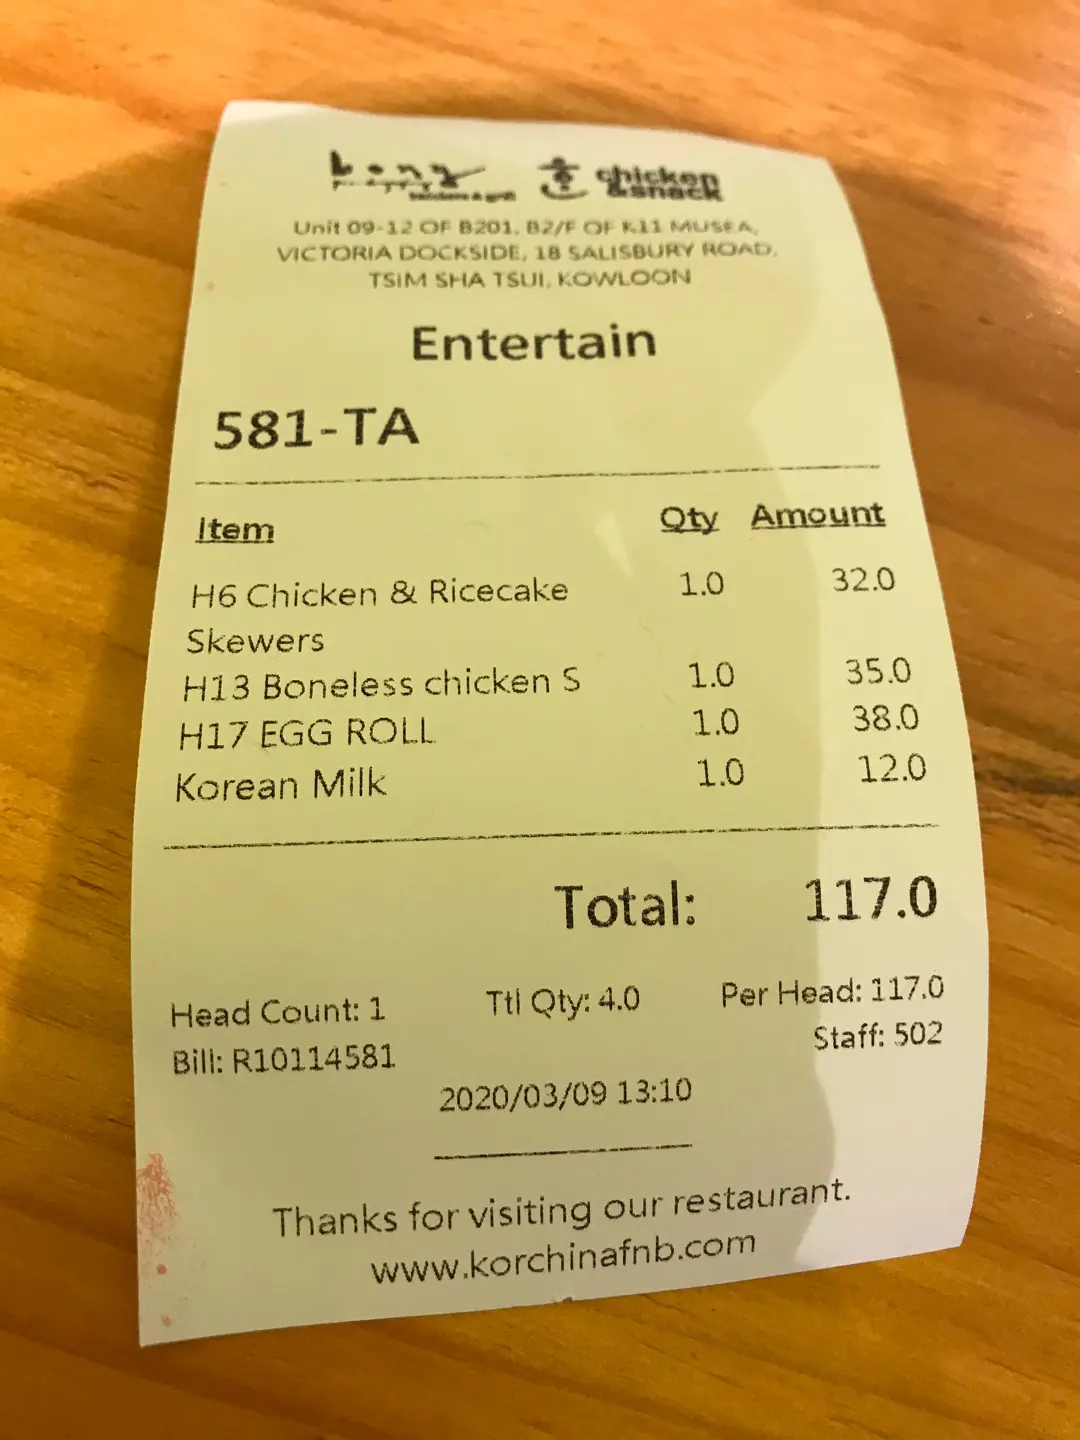 chicken
&snack
Unit 09-12 OF B201, B2/F OF K11 MUSEA,
VICTORIA DOCKSIDE, 18 SALISBURY ROAD,
TSIM SHA TSUI, KOWLOON
Entertain
581-TA
Item Qty Amount
H6 Chicken & Ricecake 1.0 32.0
Skewers
H13 Boneless chicken S 1.0 35.0
H17 EGG ROLL 1.0 38.0
Korean Milk 1.0 12.0
Total: 117.0
Head Count: 1 Ttl Qty: 4.0 Per Head: 117.0
Bill: R10114581 Staff: 502
2020/03/09 13:10
Thanks for visiting our restaurant.
www.korchinafnb.com